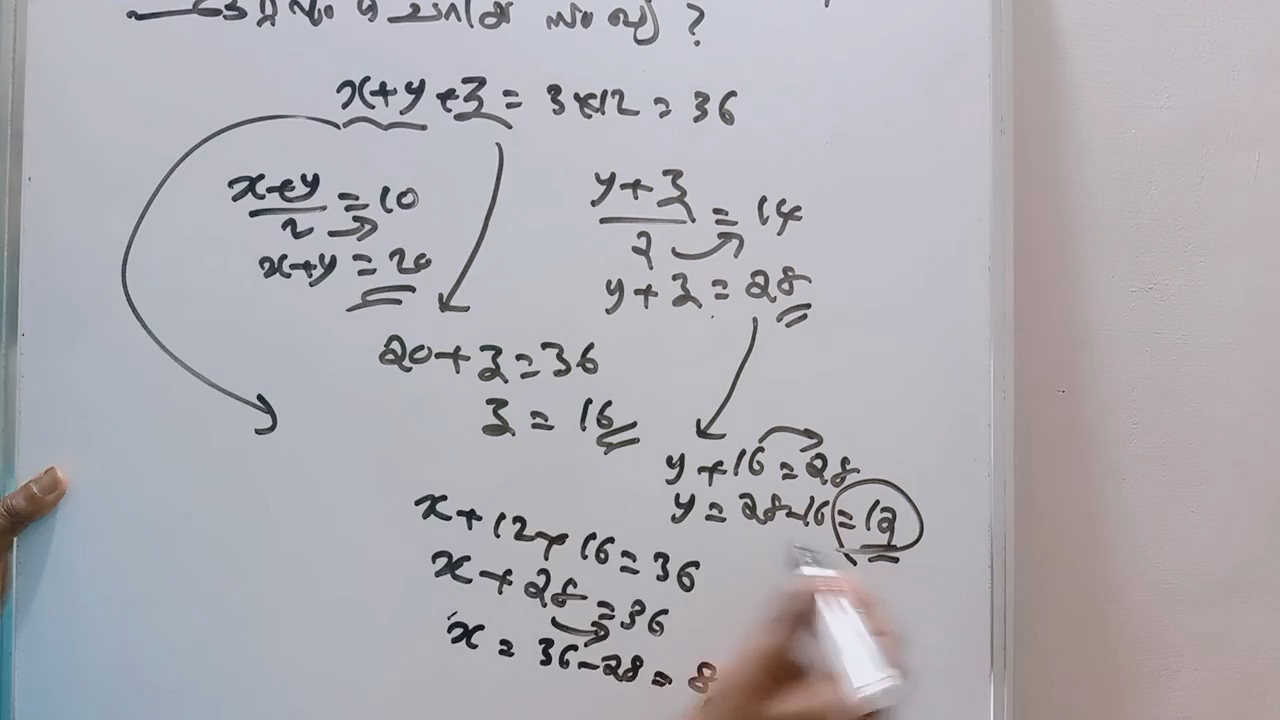 x+y+z = 3×12 = 36
x+y/2 = 10
x+y = 20
y+z/2 = 14
y+z = 28
20+z = 36
z = 16
y+16 = 28
y = 28-16 = 12
x+12+16 = 36
x+28 = 36
x = 36-28 = 8